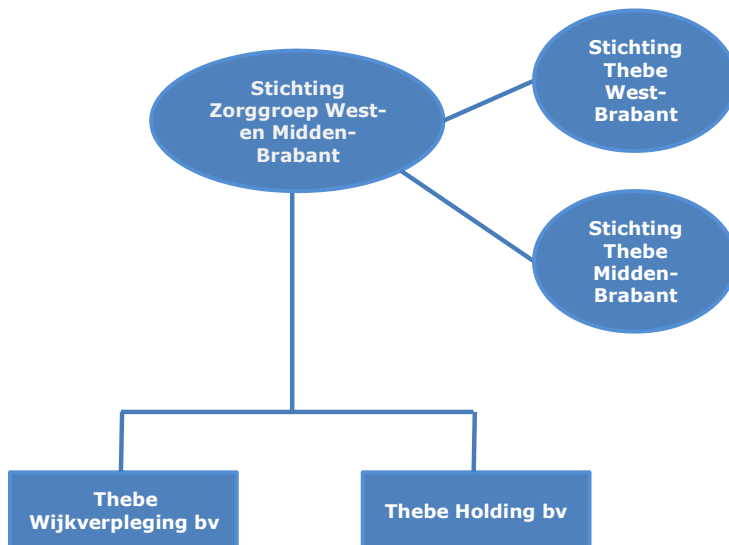 Stichting
Zorggroep West-
en Midden-
Brabant
Stichting
Thebe
West-
Brabant
Stichting
Thebe
Midden-
Brabant
Thebe
Wijkverpleging bv
Thebe Holding bv